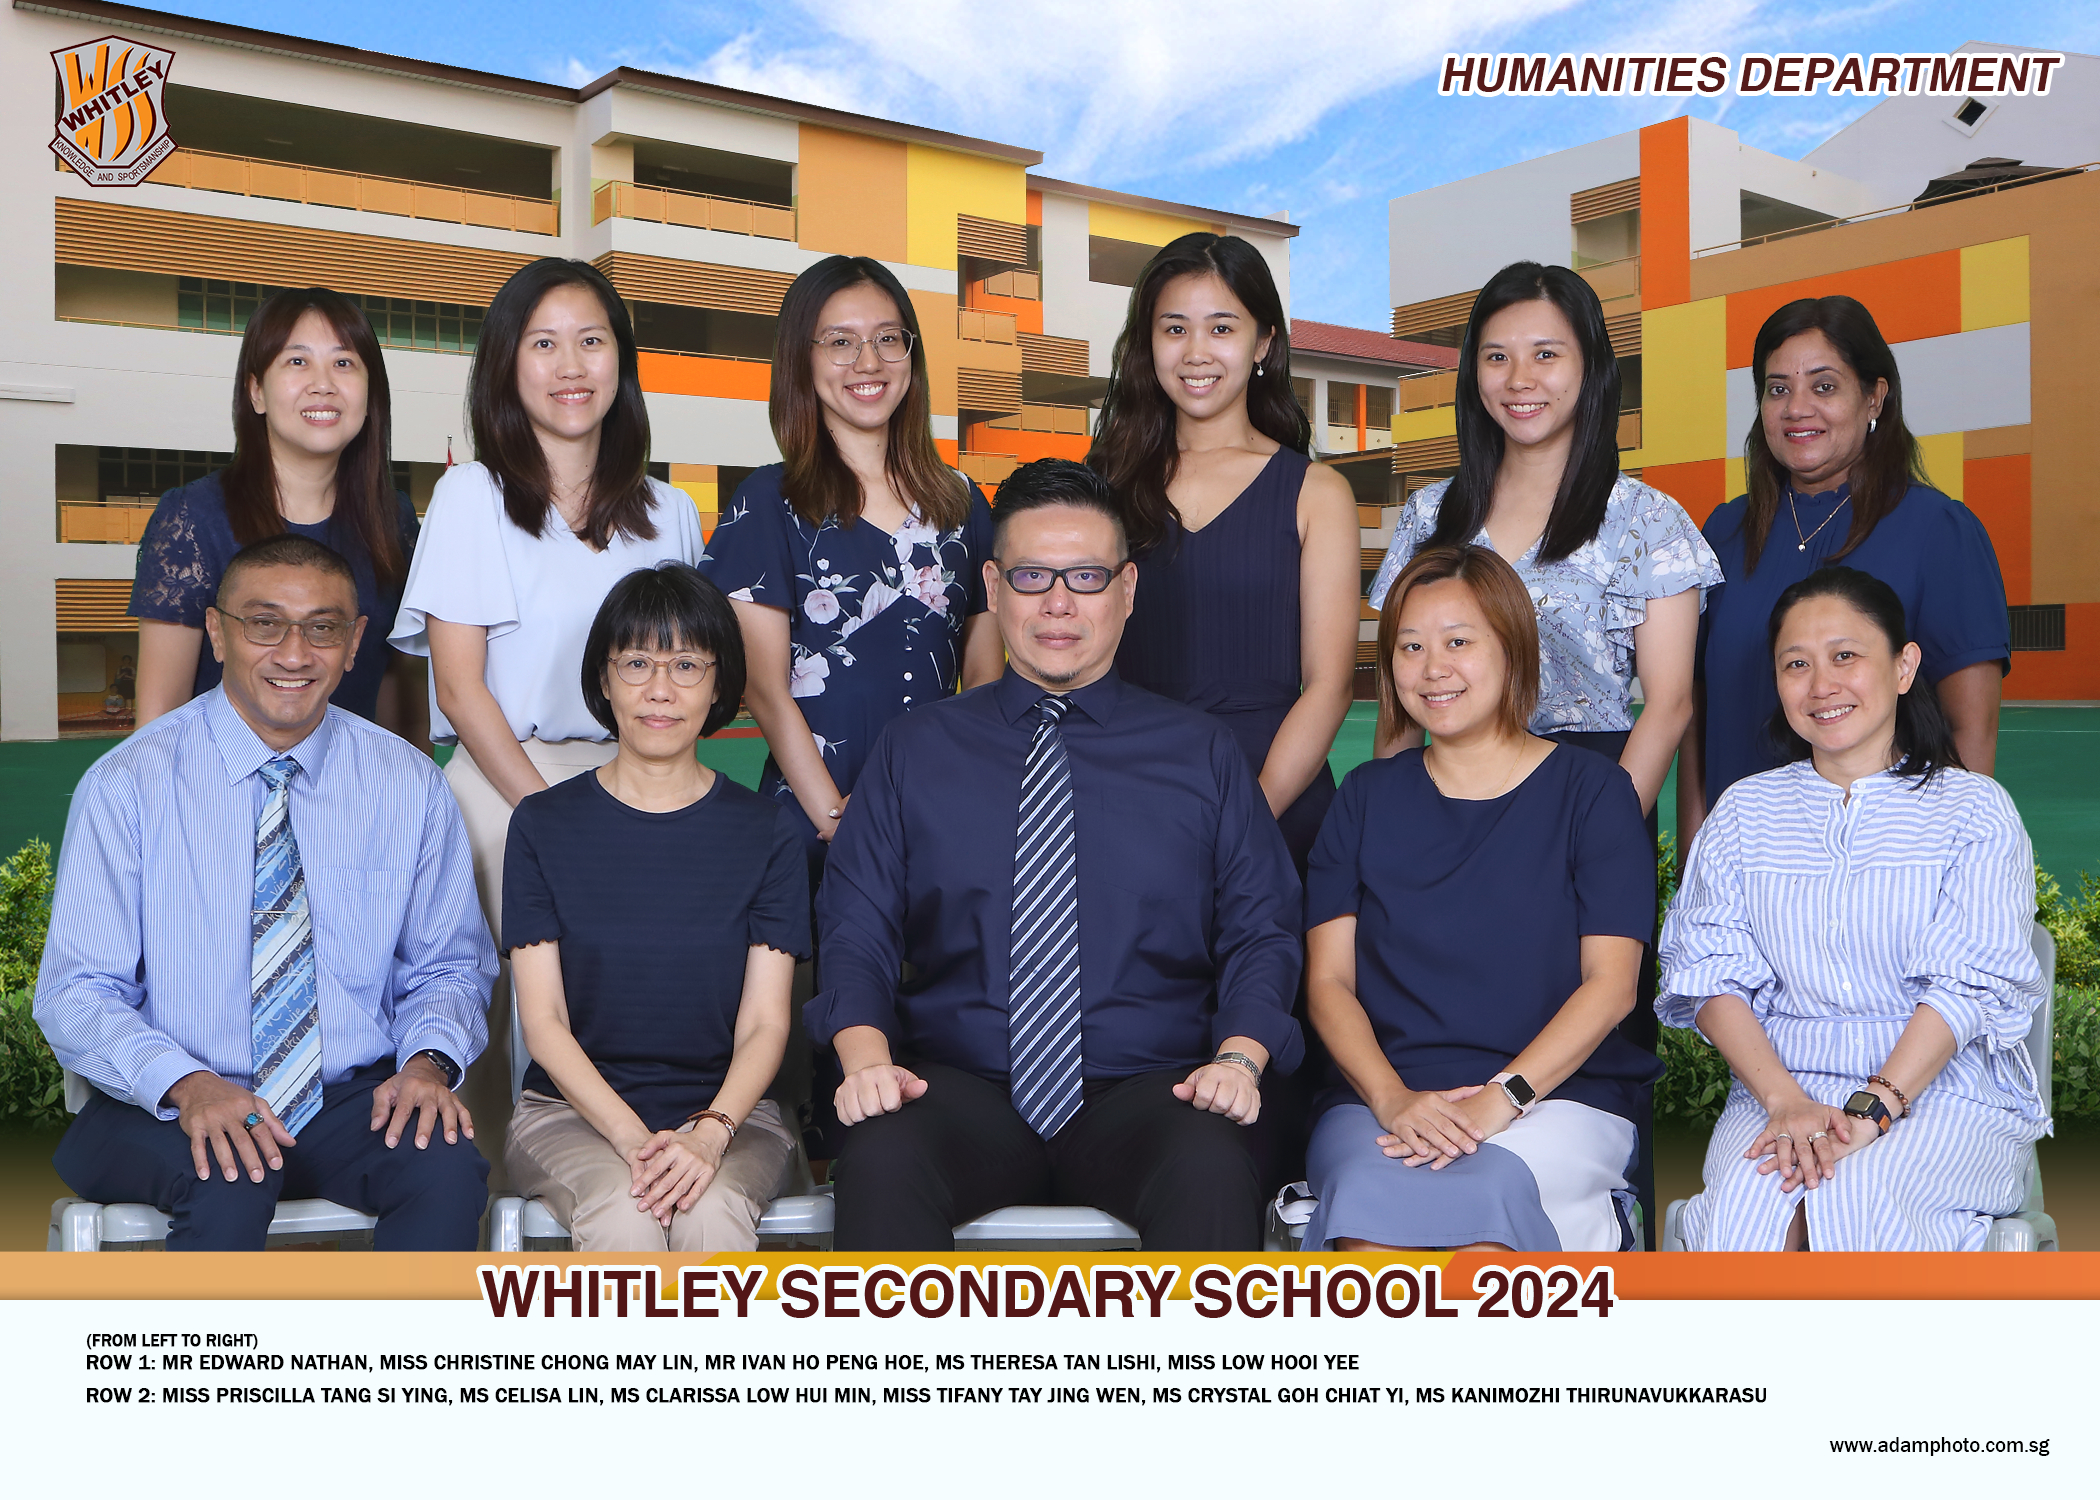 WSS
WHITLEY
KNOWLEDGE AND SPORTSMANSHIP
HUMANITIES DEPARTMENT
WHITLEY SECONDARY SCHOOL 2024
(FROM LEFT TO RIGHT)
ROW 1: MR EDWARD NATHAN, MISS CHRISTINE CHONG MAY LIN, MR IVAN HO PENG HOE, MS THERESA TAN LISHI, MISS LOW HOOI YEE
ROW 2: MISS PRISCILLA TANG SI YING, MS CELISA LIN, MS CLARISSA LOW HUI MIN, MISS TIFANY TAY JING WEN, MS CRYSTAL GOH CHIAT YI, MS KANIMOZHI THIRUNAVUKKARASU
www.adamphoto.com.sg